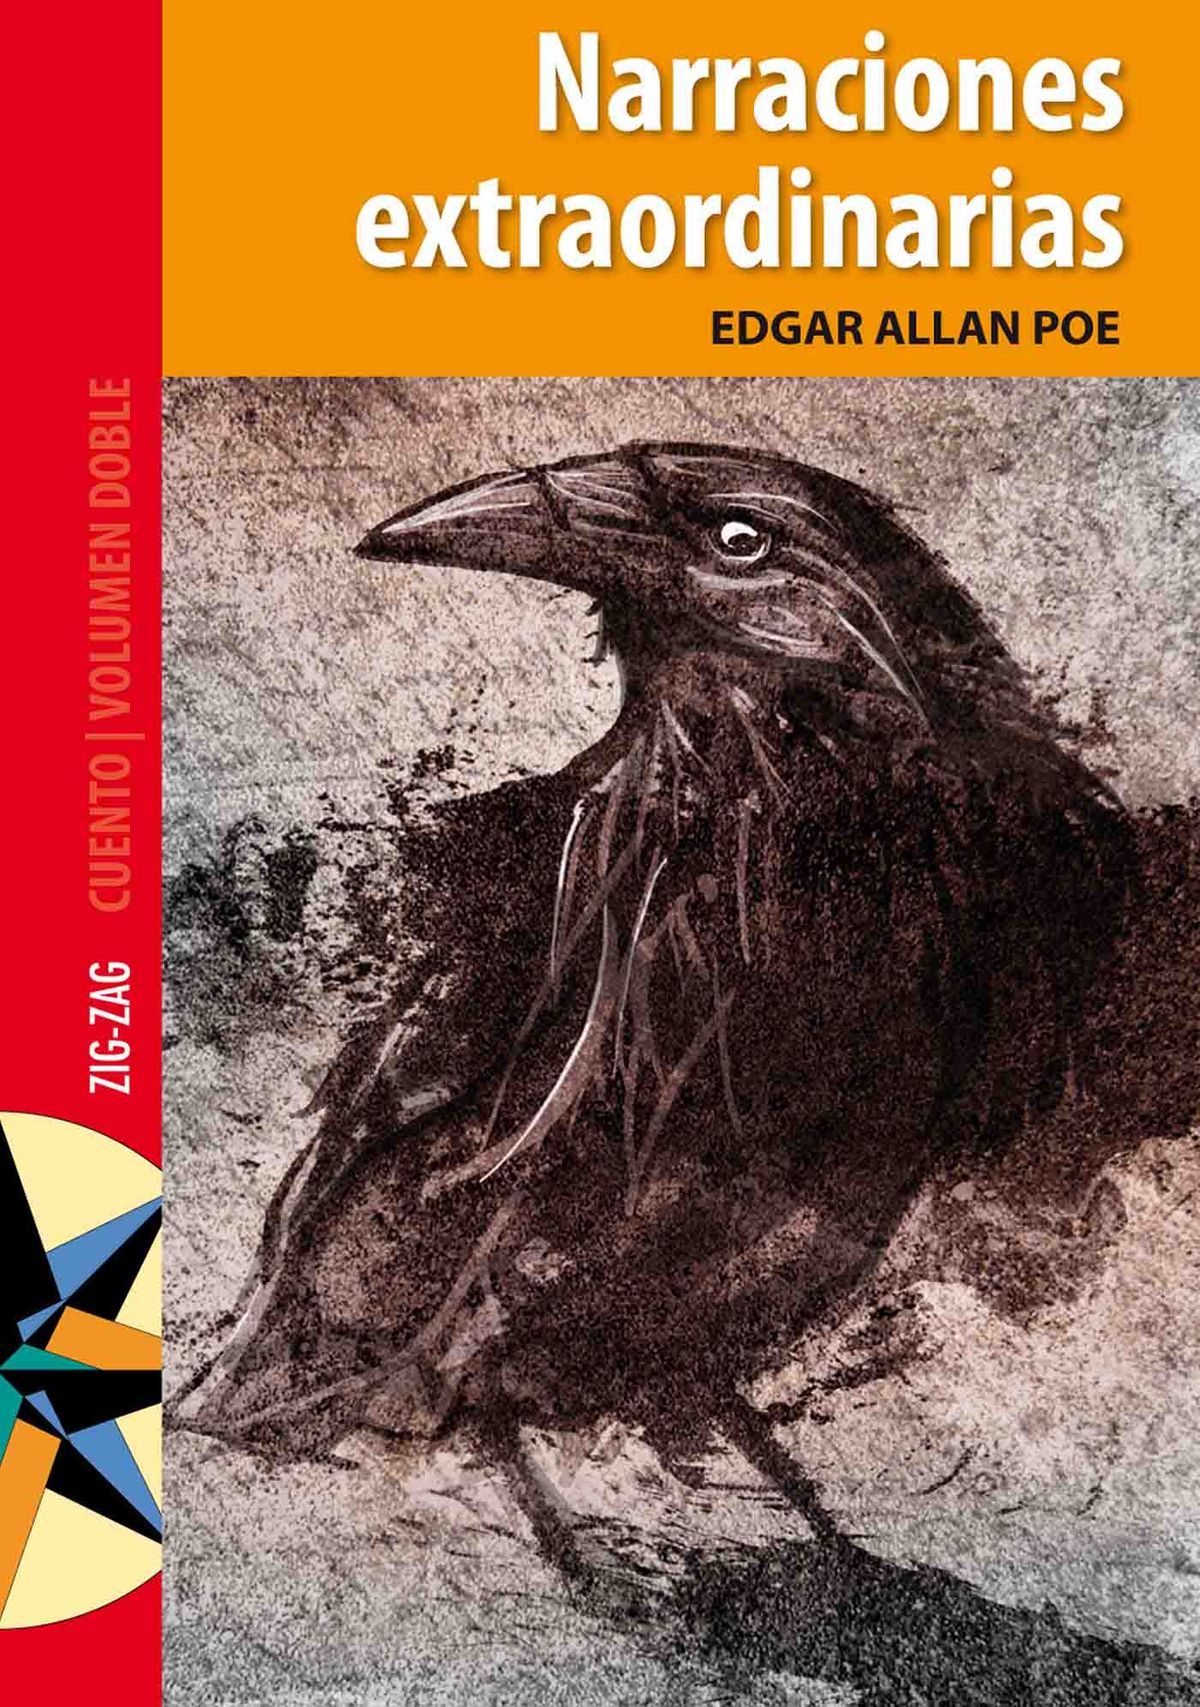 Narraciones
extraordinarias
EDGAR ALLAN POE
ZIG-ZAG CUENTO | VOLUMEN DOBLE